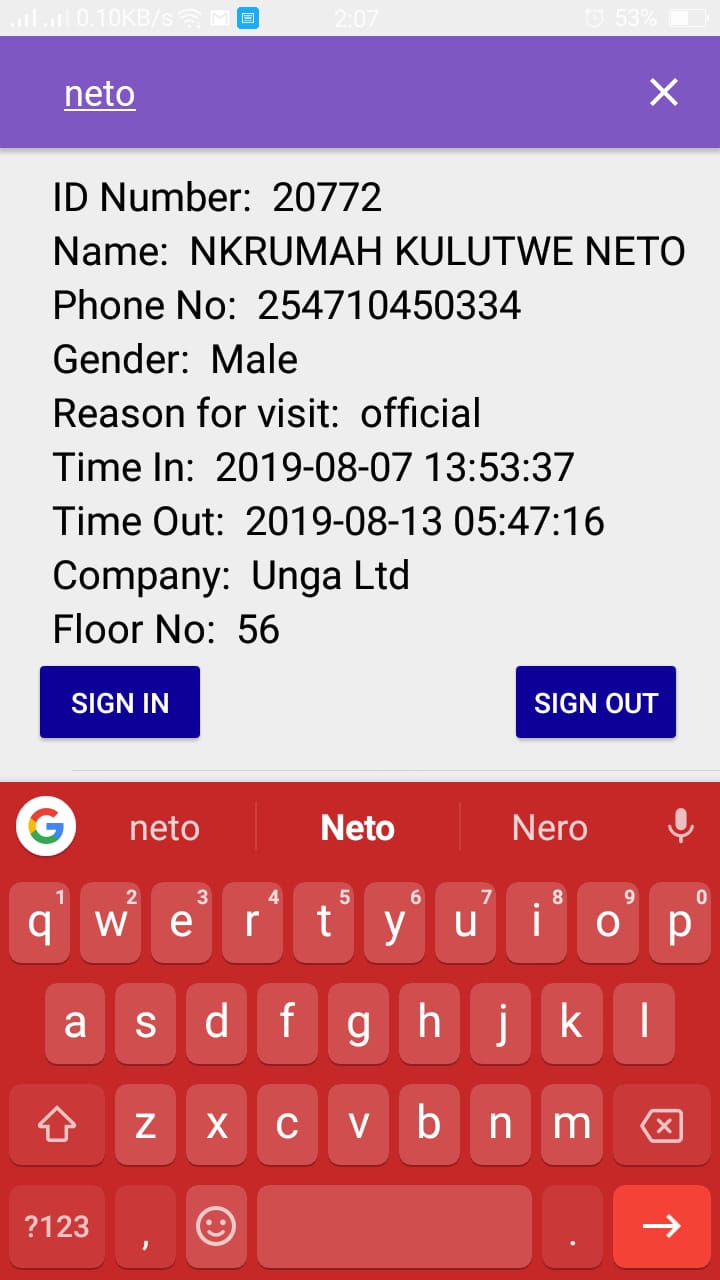 0.10KB/s 2:07 53%
neto
ID Number: 20772
Name: NKRUMAH KULUTWE NETO
Phone No: 254710450334
Gender: Male
Reason for visit: official
Time In: 2019-08-07 13:53:37
Time Out: 2019-08-13 05:47:16
Company: Unga Ltd
Floor No: 56
SIGN IN SIGN OUT
G neto Neto Nero
1 2 3 4 5 6 7 8 9 0
q w e r t y u i o p
a s d f g h j k l
z x c v b n m
?123 , .